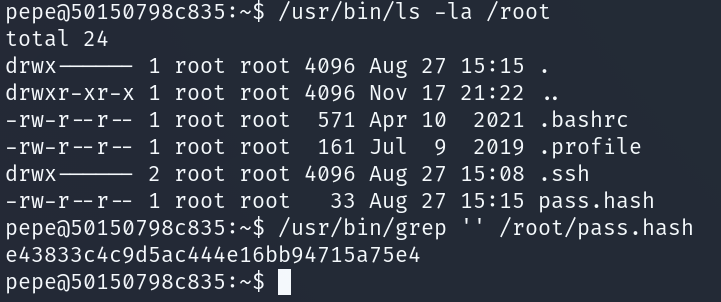 pepe@50150798c835:~$ /usr/bin/ls -la /root
total 24
drwx------ 1 root root 4096 Aug 27 15:15 .
drwxr-xr-x 1 root root 4096 Nov 17 21:22 ..
-rw-r--r-- 1 root root  571 Apr 10  2021 .bashrc
-rw-r--r-- 1 root root  161 Jul  9  2019 .profile
drwx------ 2 root root 4096 Aug 27 15:08 .ssh
-rw-r--r-- 1 root root   33 Aug 27 15:15 pass.hash
pepe@50150798c835:~$ /usr/bin/grep '' /root/pass.hash
e43833c4c9d5ac444e16bb94715a75e4
pepe@50150798c835:~$